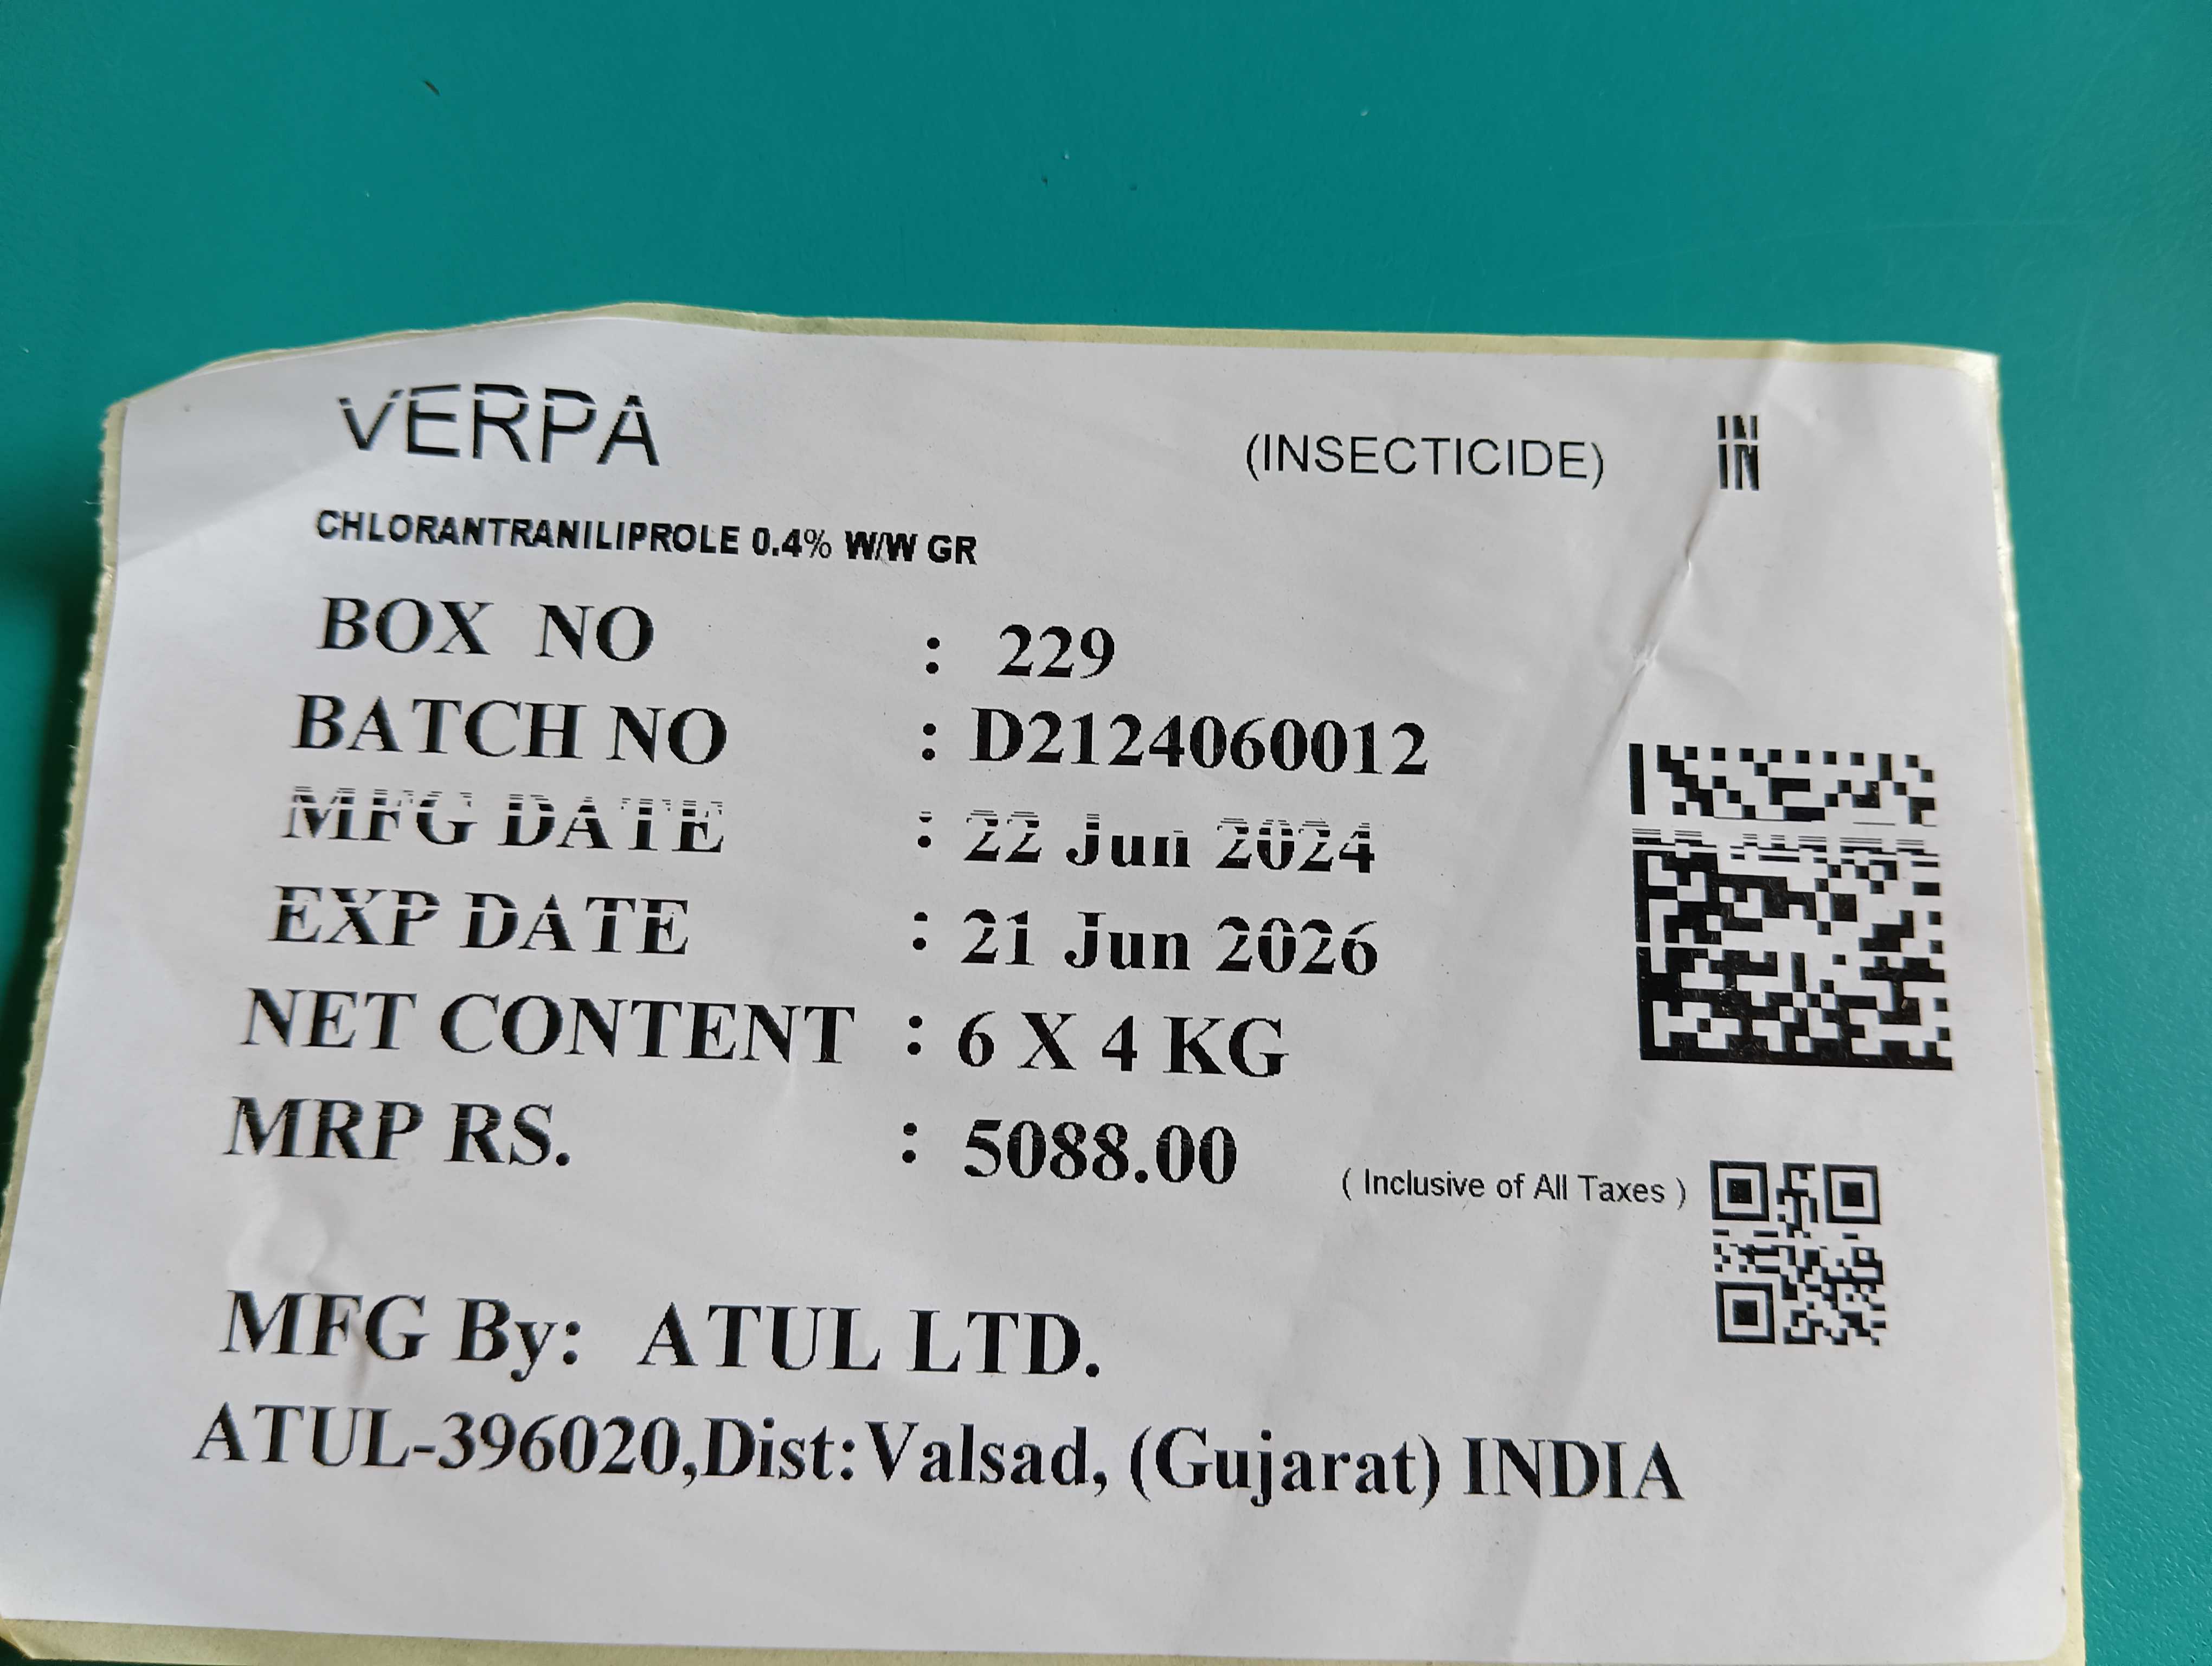 VERPA (INSECTICIDE) IN
CHLORANTRANILIPROLE 0.4% W/W GR
BOX NO : 229
BATCH NO : D2124060012
MFG DATE : 22 Jun 2024
EXP DATE : 21 Jun 2026
NET CONTENT : 6 X 4 KG
MRP RS. : 5088.00 ( Inclusive of All Taxes )
MFG By: ATUL LTD.
ATUL-396020,Dist:Valsad, (Gujarat) INDIA